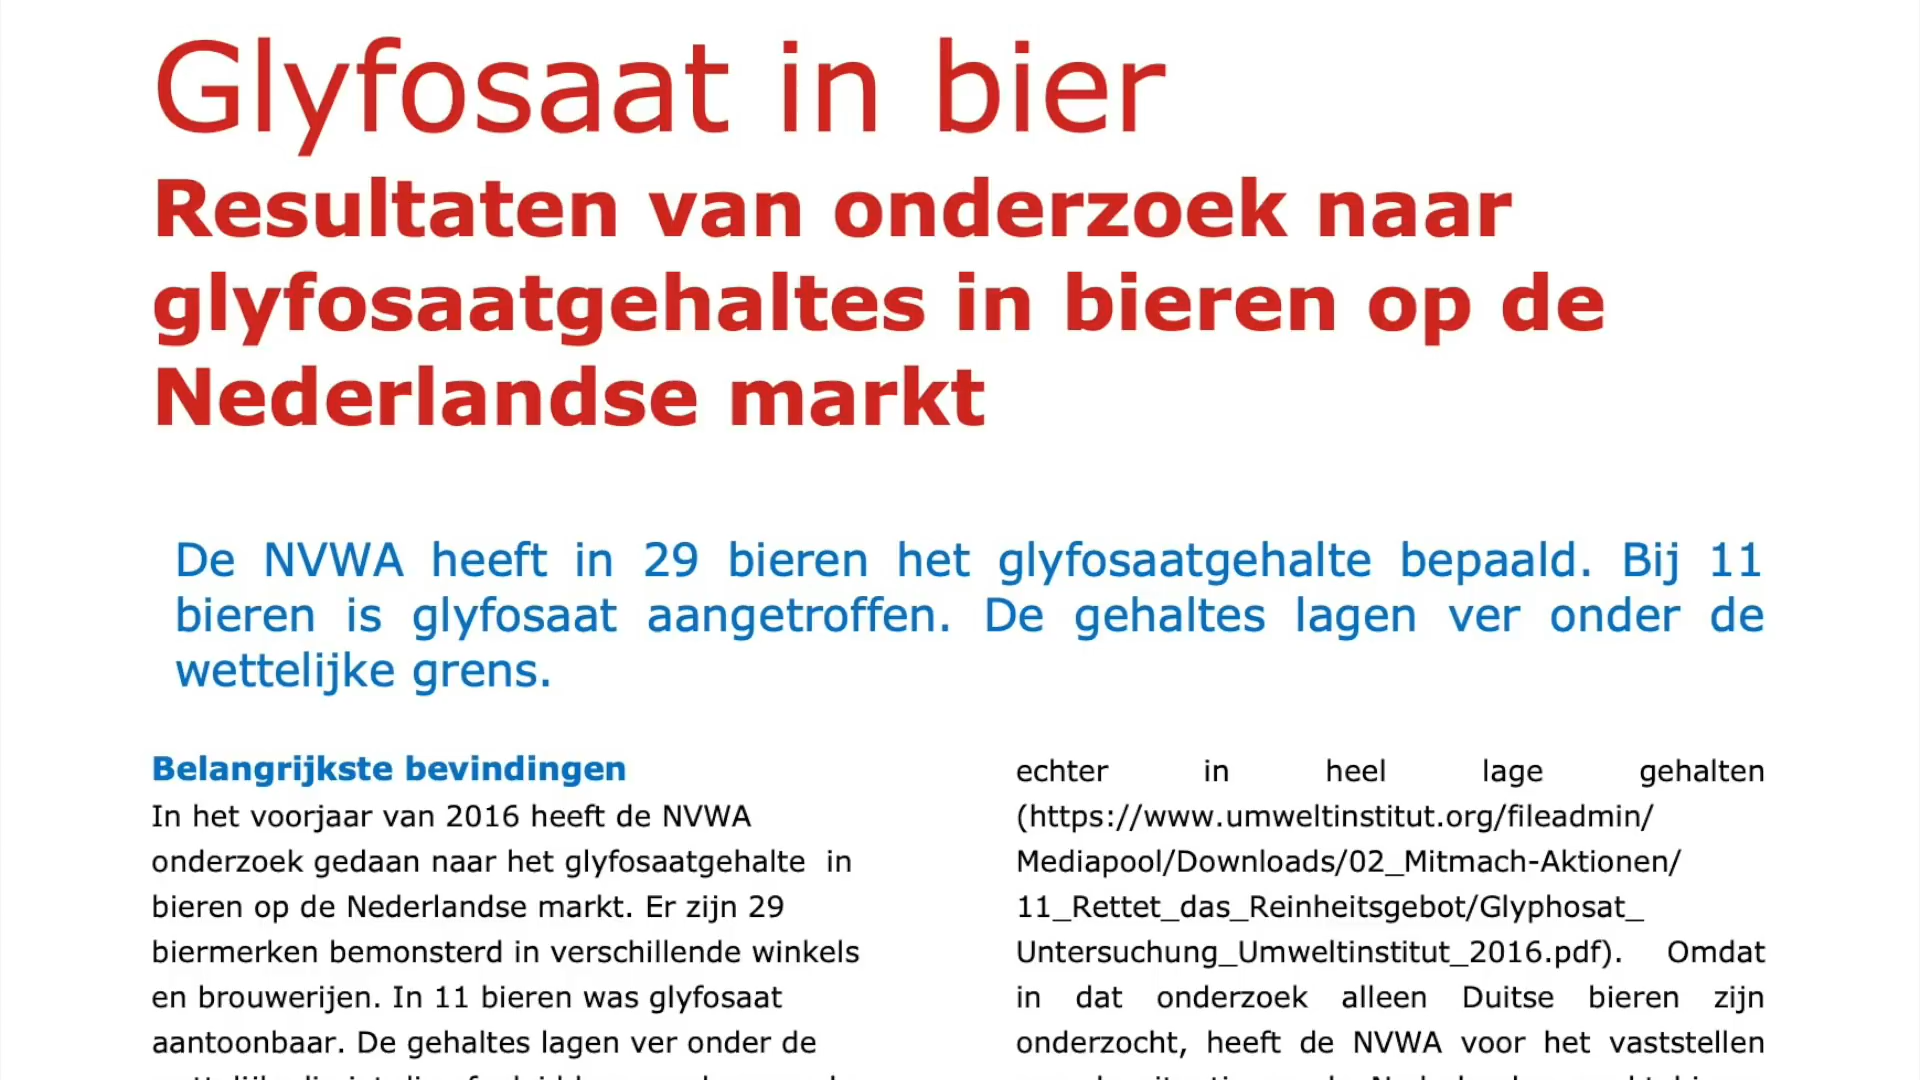 Glyfosaat in bier
Resultaten van onderzoek naar
glyfosaatgehaltes in bieren op de
Nederlandse markt
De NVWA heeft in 29 bieren het glyfosaatgehalte bepaald. Bij 11
bieren is glyfosaat aangetroffen. De gehaltes lagen ver onder de
wettelijke grens.
Belangrijkste bevindingen
In het voorjaar van 2016 heeft de NVWA
onderzoek gedaan naar het glyfosaatgehalte in
bieren op de Nederlandse markt. Er zijn 29
biermerken bemonsterd in verschillende winkels
en brouwerijen. In 11 bieren was glyfosaat
aantoonbaar. De gehaltes lagen ver onder de
echter in heel lage gehalten
(https://www.umweltinstitut.org/fileadmin/
Mediapool/Downloads/02_Mitmach-Aktionen/
11_Rettet_das_Reinheitsgebot/Glyphosat_
Untersuchung_Umweltinstitut_2016.pdf). Omdat
in dat onderzoek alleen Duitse bieren zijn
onderzocht, heeft de NVWA voor het vaststellen